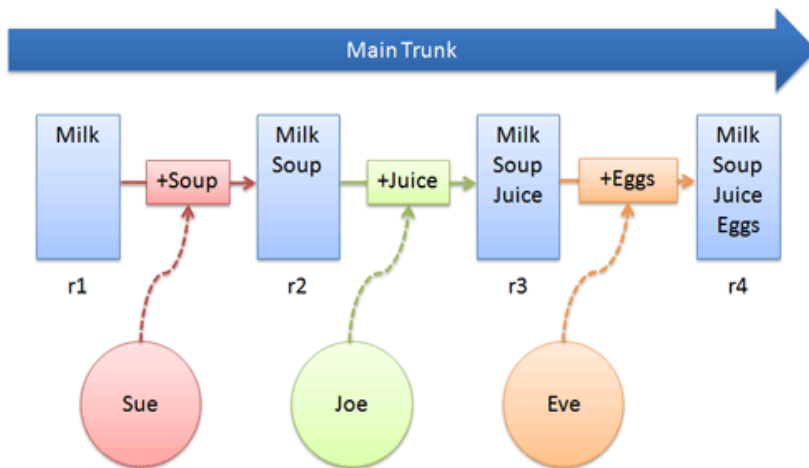 Main Trunk
Milk
+Soup
Milk
Soup
+Juice
Milk
Soup
Juice
+Eggs
Milk
Soup
Juice
Eggs
r1
r2
r3
r4
Sue
Joe
Eve